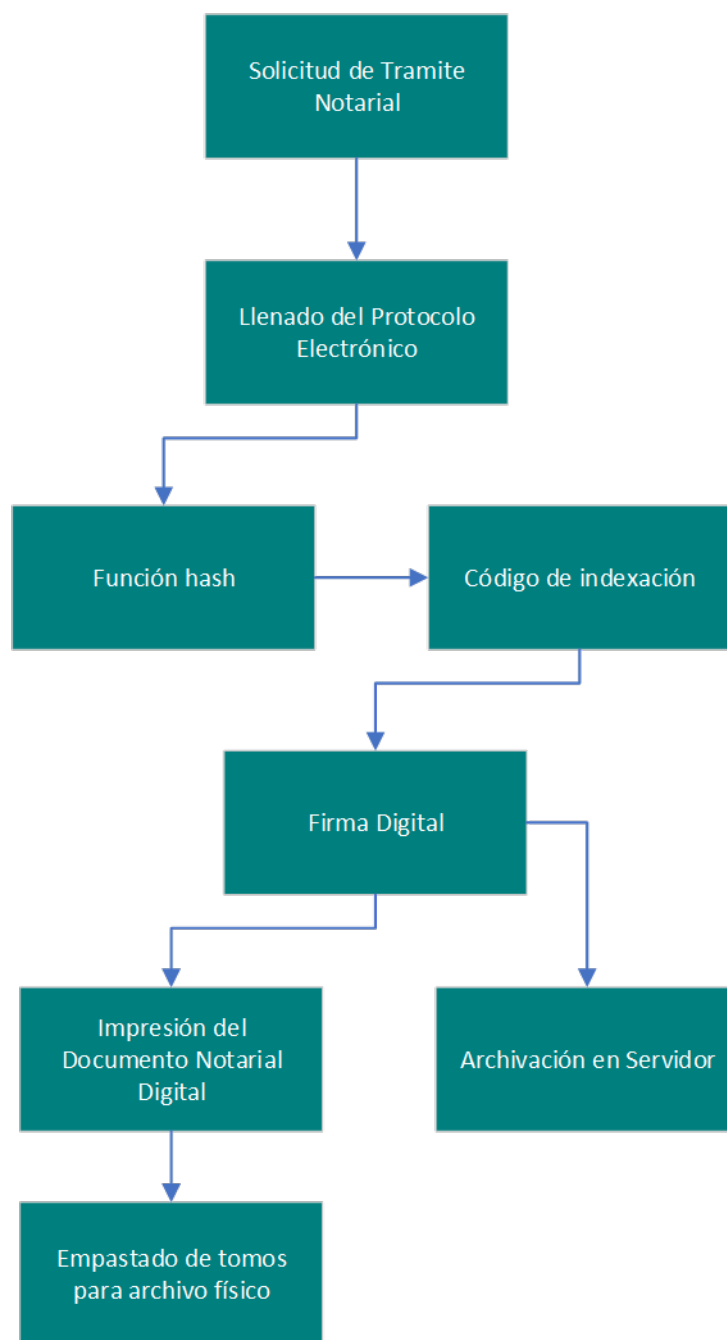 Solicitud de Tramite
Notarial
Llenado del Protocolo
Electrónico
Función hash
Código de indexación
Firma Digital
Impresión del
Documento Notarial
Digital
Archivación en Servidor
Empastado de tomos
para archivo físico